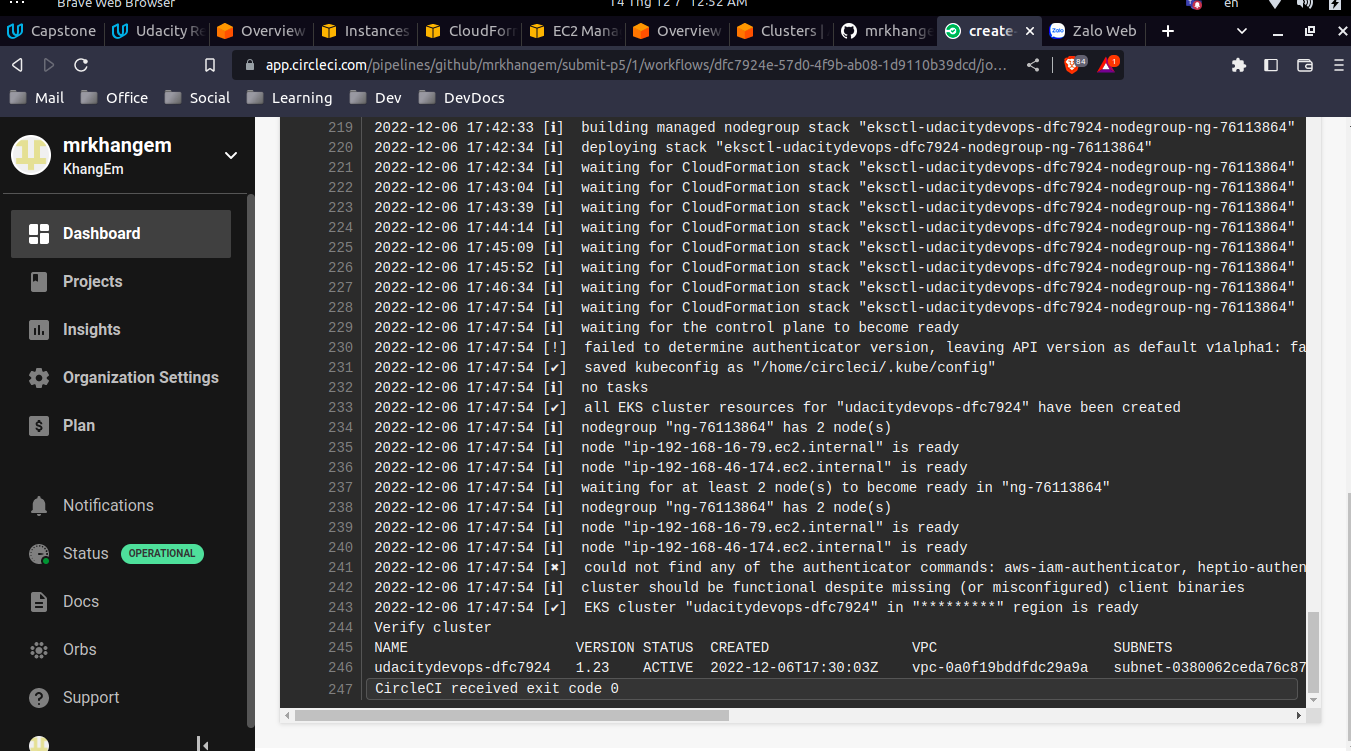 Brave Web Browser
T4 Thg 12 7 12:52 AM
en
Capstone
Udacity Re
Overview
Instances
CloudForm
EC2 Mana
Overview
Clusters |
mrkhange
create-
Zalo Web
app.circleci.com/pipelines/github/mrkhangem/submit-p5/1/workflows/dfc7924e-57d0-4f9b-ab08-1d9110b39dcd/jo...
84
1
Mail
Office
Social
Learning
Dev
DevDocs
mrkhangem
KhangEm
Dashboard
Projects
Insights
Organization Settings
Plan
Notifications
Status OPERATIONAL
Docs
Orbs
Support
219 2022-12-06 17:42:33 [ℹ] building managed nodegroup stack "eksctl-udacitydevops-dfc7924-nodegroup-ng-76113864"
220 2022-12-06 17:42:34 [ℹ] deploying stack "eksctl-udacitydevops-dfc7924-nodegroup-ng-76113864"
221 2022-12-06 17:42:34 [ℹ] waiting for CloudFormation stack "eksctl-udacitydevops-dfc7924-nodegroup-ng-76113864"
222 2022-12-06 17:43:04 [ℹ] waiting for CloudFormation stack "eksctl-udacitydevops-dfc7924-nodegroup-ng-76113864"
223 2022-12-06 17:43:39 [ℹ] waiting for CloudFormation stack "eksctl-udacitydevops-dfc7924-nodegroup-ng-76113864"
224 2022-12-06 17:44:14 [ℹ] waiting for CloudFormation stack "eksctl-udacitydevops-dfc7924-nodegroup-ng-76113864"
225 2022-12-06 17:45:09 [ℹ] waiting for CloudFormation stack "eksctl-udacitydevops-dfc7924-nodegroup-ng-76113864"
226 2022-12-06 17:45:52 [ℹ] waiting for CloudFormation stack "eksctl-udacitydevops-dfc7924-nodegroup-ng-76113864"
227 2022-12-06 17:46:34 [ℹ] waiting for CloudFormation stack "eksctl-udacitydevops-dfc7924-nodegroup-ng-76113864"
228 2022-12-06 17:47:54 [ℹ] waiting for CloudFormation stack "eksctl-udacitydevops-dfc7924-nodegroup-ng-76113864"
229 2022-12-06 17:47:54 [ℹ] waiting for the control plane to become ready
230 2022-12-06 17:47:54 [!] failed to determine authenticator version, leaving API version as default v1alpha1: fa
231 2022-12-06 17:47:54 [✔] saved kubeconfig as "/home/circleci/.kube/config"
232 2022-12-06 17:47:54 [ℹ] no tasks
233 2022-12-06 17:47:54 [✔] all EKS cluster resources for "udacitydevops-dfc7924" have been created
234 2022-12-06 17:47:54 [ℹ] nodegroup "ng-76113864" has 2 node(s)
235 2022-12-06 17:47:54 [ℹ] node "ip-192-168-16-79.ec2.internal" is ready
236 2022-12-06 17:47:54 [ℹ] node "ip-192-168-46-174.ec2.internal" is ready
237 2022-12-06 17:47:54 [ℹ] waiting for at least 2 node(s) to become ready in "ng-76113864"
238 2022-12-06 17:47:54 [ℹ] nodegroup "ng-76113864" has 2 node(s)
239 2022-12-06 17:47:54 [ℹ] node "ip-192-168-16-79.ec2.internal" is ready
240 2022-12-06 17:47:54 [ℹ] node "ip-192-168-46-174.ec2.internal" is ready
241 2022-12-06 17:47:54 [✖] could not find any of the authenticator commands: aws-iam-authenticator, heptio-authen
242 2022-12-06 17:47:54 [ℹ] cluster should be functional despite missing (or misconfigured) client binaries
243 2022-12-06 17:47:54 [✔] EKS cluster "udacitydevops-dfc7924" in "*********" region is ready
244 Verify cluster
245 NAME VERSION STATUS CREATED VPC SUBNETS
246 udacitydevops-dfc7924 1.23 ACTIVE 2022-12-06T17:30:03Z vpc-0a0f19bddfdc29a9a subnet-0380062ceda76c87
247 CircleCI received exit code 0